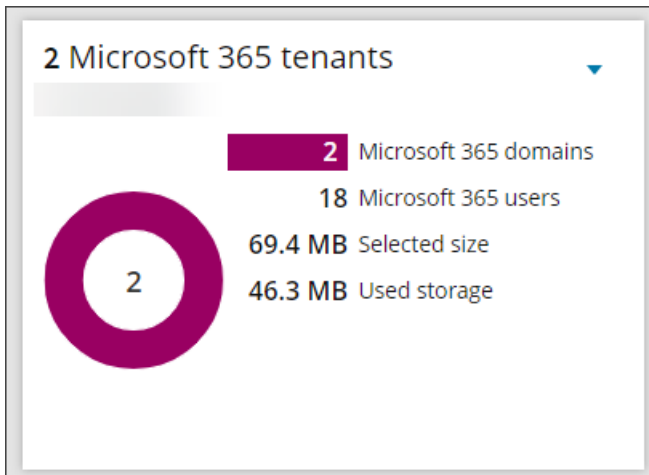 2 Microsoft 365 tenants
2 Microsoft 365 domains
18 Microsoft 365 users
69.4 MB Selected size
2
46.3 MB Used storage